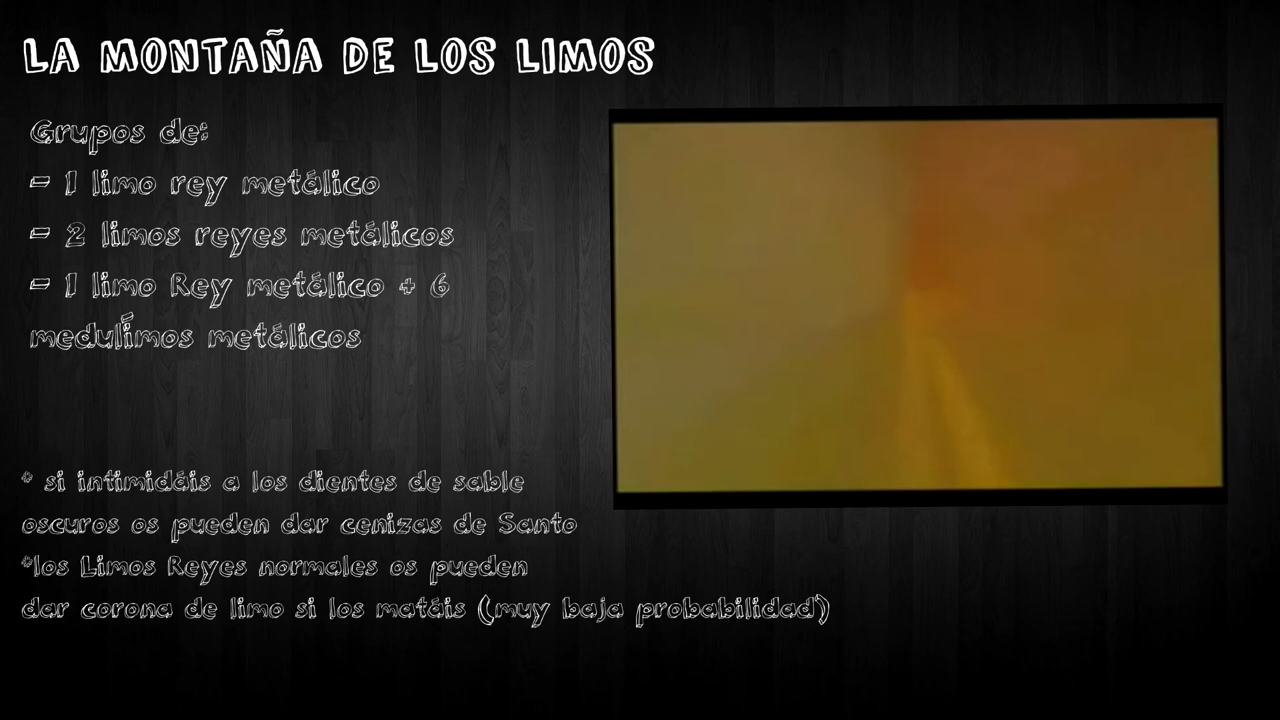 LA MONTAÑA DE LOS LIMOS
Grupos de:
- 1 limo rey metálico
- 2 limos reyes metálicos
- 1 limo Rey metálico + 6
medulímos metálicos
* si intimidáis a los dientes de sable
oscuros os pueden dar cenizas de Santo
*los Limos Reyes normales os pueden
dar corona de limo si los matáis (muy baja probabilidad)